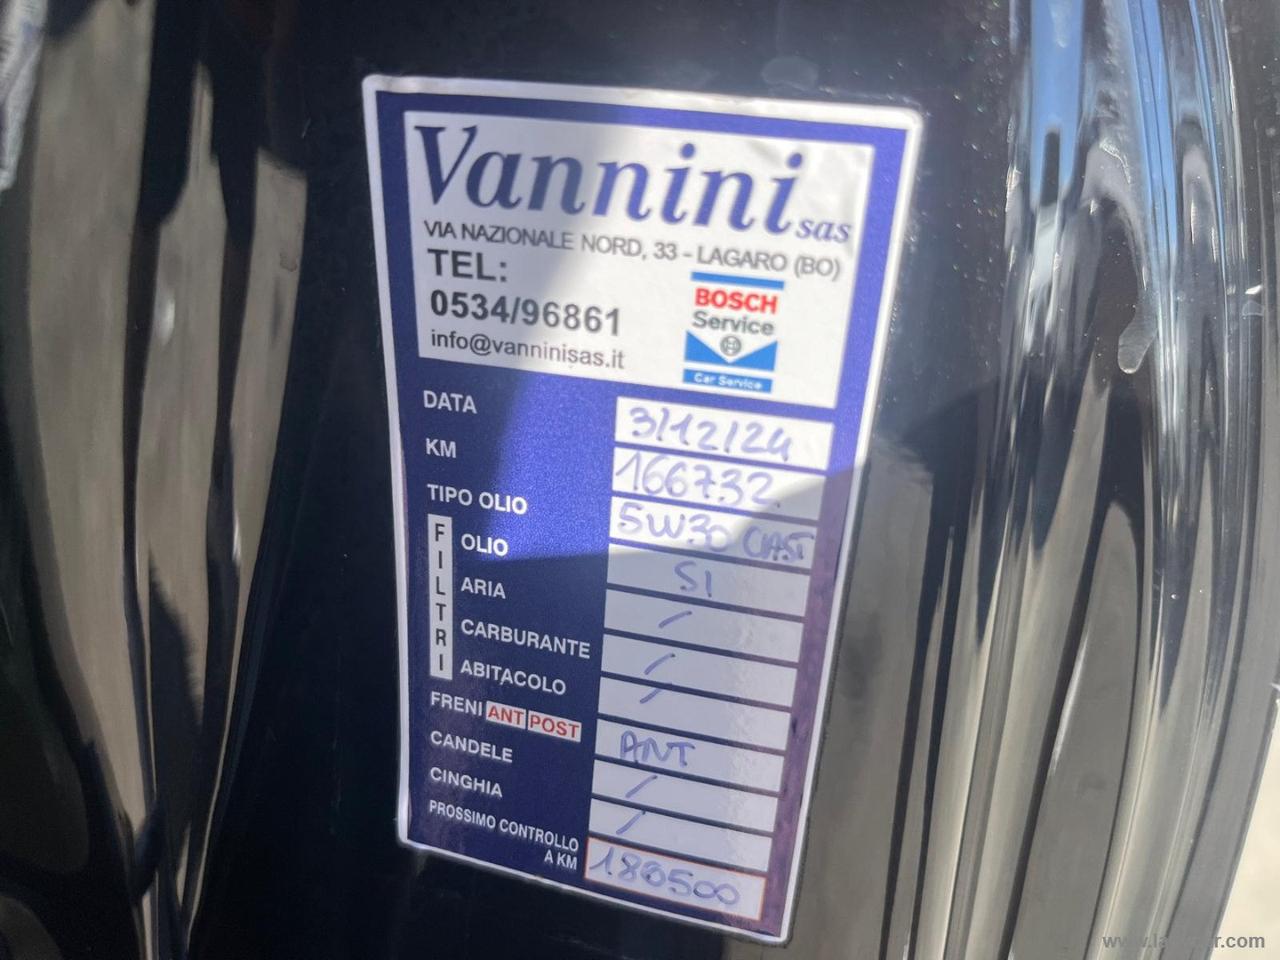 Vannini sas
VIA NAZIONALE NORD, 33 - LAGARO (BO)
TEL:
0534/96861
info@vanninisas.it
BOSCH
Service
Car Service
DATA 3/12/24
KM 166732
TIPO OLIO 5W30 CAST
FILTRI
OLIO SI
ARIA /
CARBURANTE /
ABITACOLO /
FRENI ANT POST ANT
CANDELE /
CINGHIA /
PROSSIMO CONTROLLO
A KM 180500